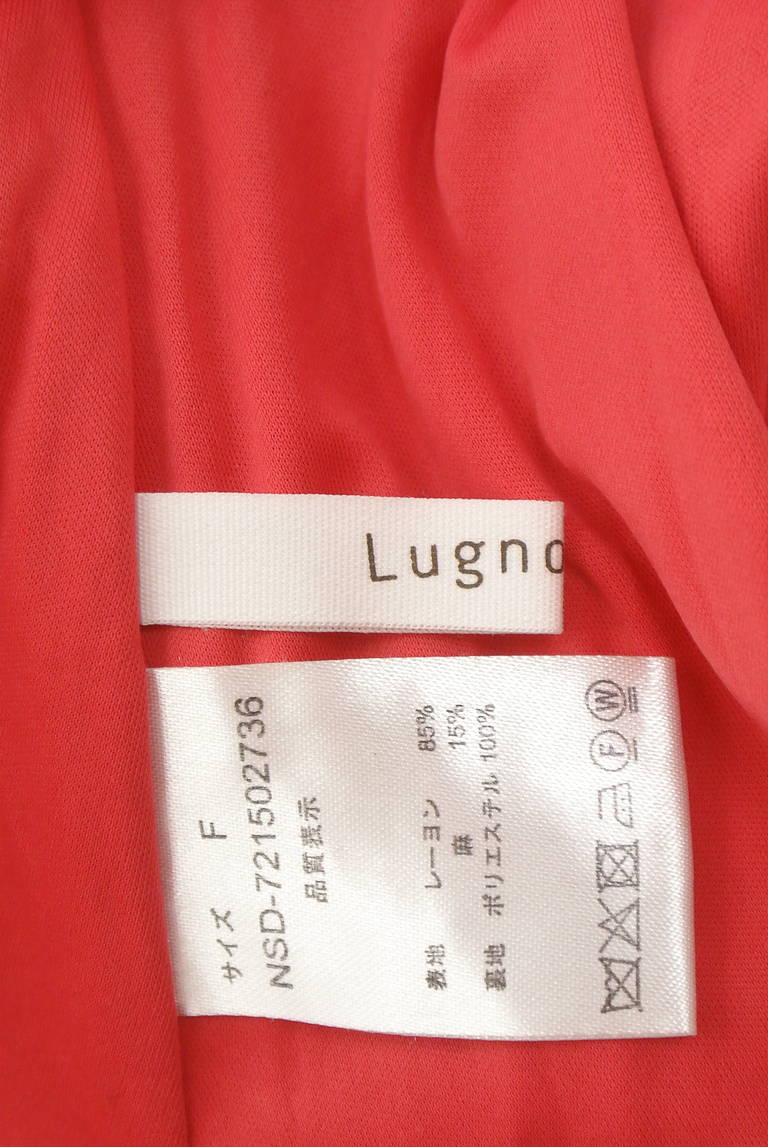 Lugno
サイズ F
NSD-721502736
品質表示
表地 レーヨン 85%
麻 15%
裏地 ポリエステル 100%
F W